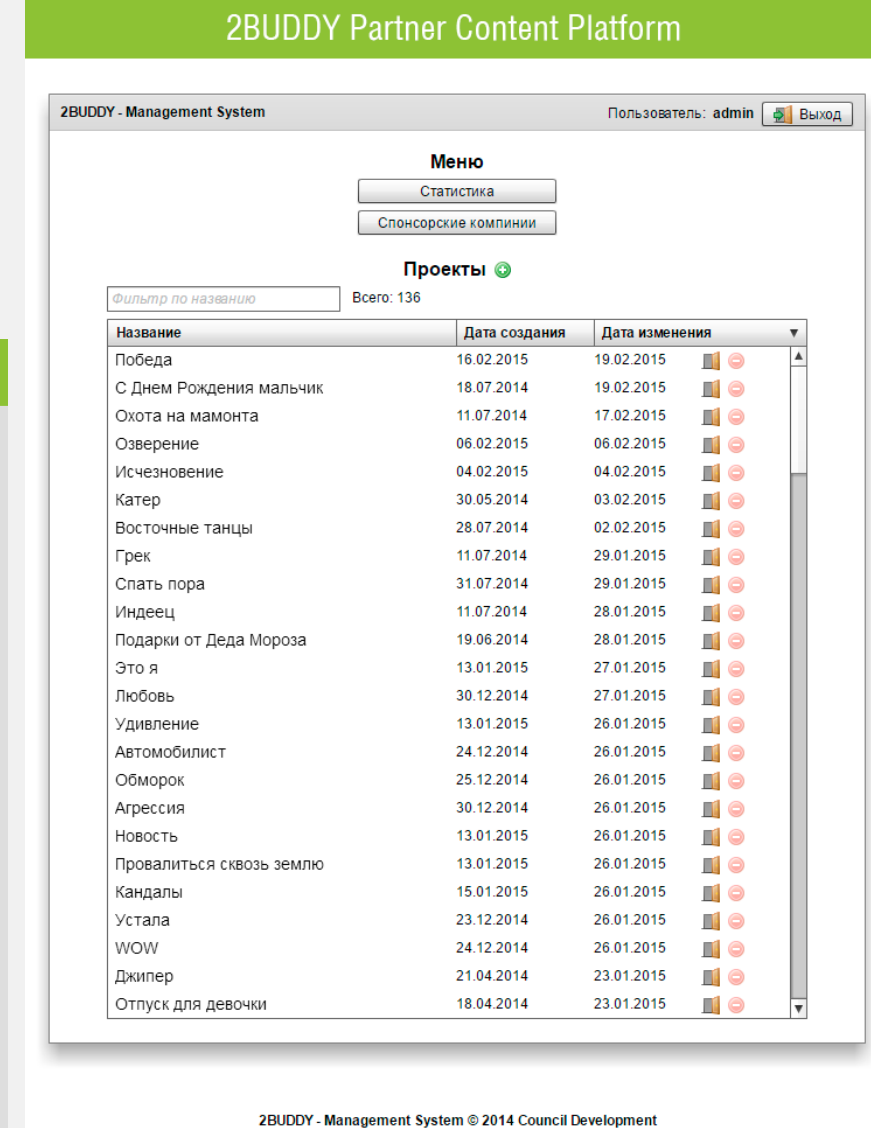 2BUDDY Partner Content Platform
2BUDDY - Management System Пользователь: admin Выход
Меню
Статистика
Спонсорские компинии
Проекты
Фильтр по названию Всего: 136
Название Дата создания Дата изменения
Победа 16.02.2015 19.02.2015
С Днем Рождения мальчик 18.07.2014 19.02.2015
Охота на мамонта 11.07.2014 17.02.2015
Озверение 06.02.2015 06.02.2015
Исчезновение 04.02.2015 04.02.2015
Катер 30.05.2014 03.02.2015
Восточные танцы 28.07.2014 02.02.2015
Грек 11.07.2014 29.01.2015
Спать пора 31.07.2014 29.01.2015
Индеец 11.07.2014 28.01.2015
Подарки от Деда Мороза 19.06.2014 28.01.2015
Это я 13.01.2015 27.01.2015
Любовь 30.12.2014 27.01.2015
Удивление 13.01.2015 26.01.2015
Автомобилист 24.12.2014 26.01.2015
Обморок 25.12.2014 26.01.2015
Агрессия 30.12.2014 26.01.2015
Новость 13.01.2015 26.01.2015
Провалиться сквозь землю 13.01.2015 26.01.2015
Кандалы 15.01.2015 26.01.2015
Устала 23.12.2014 26.01.2015
WOW 24.12.2014 26.01.2015
Джипер 21.04.2014 23.01.2015
Отпуск для девочки 18.04.2014 23.01.2015
2BUDDY - Management System © 2014 Council Development